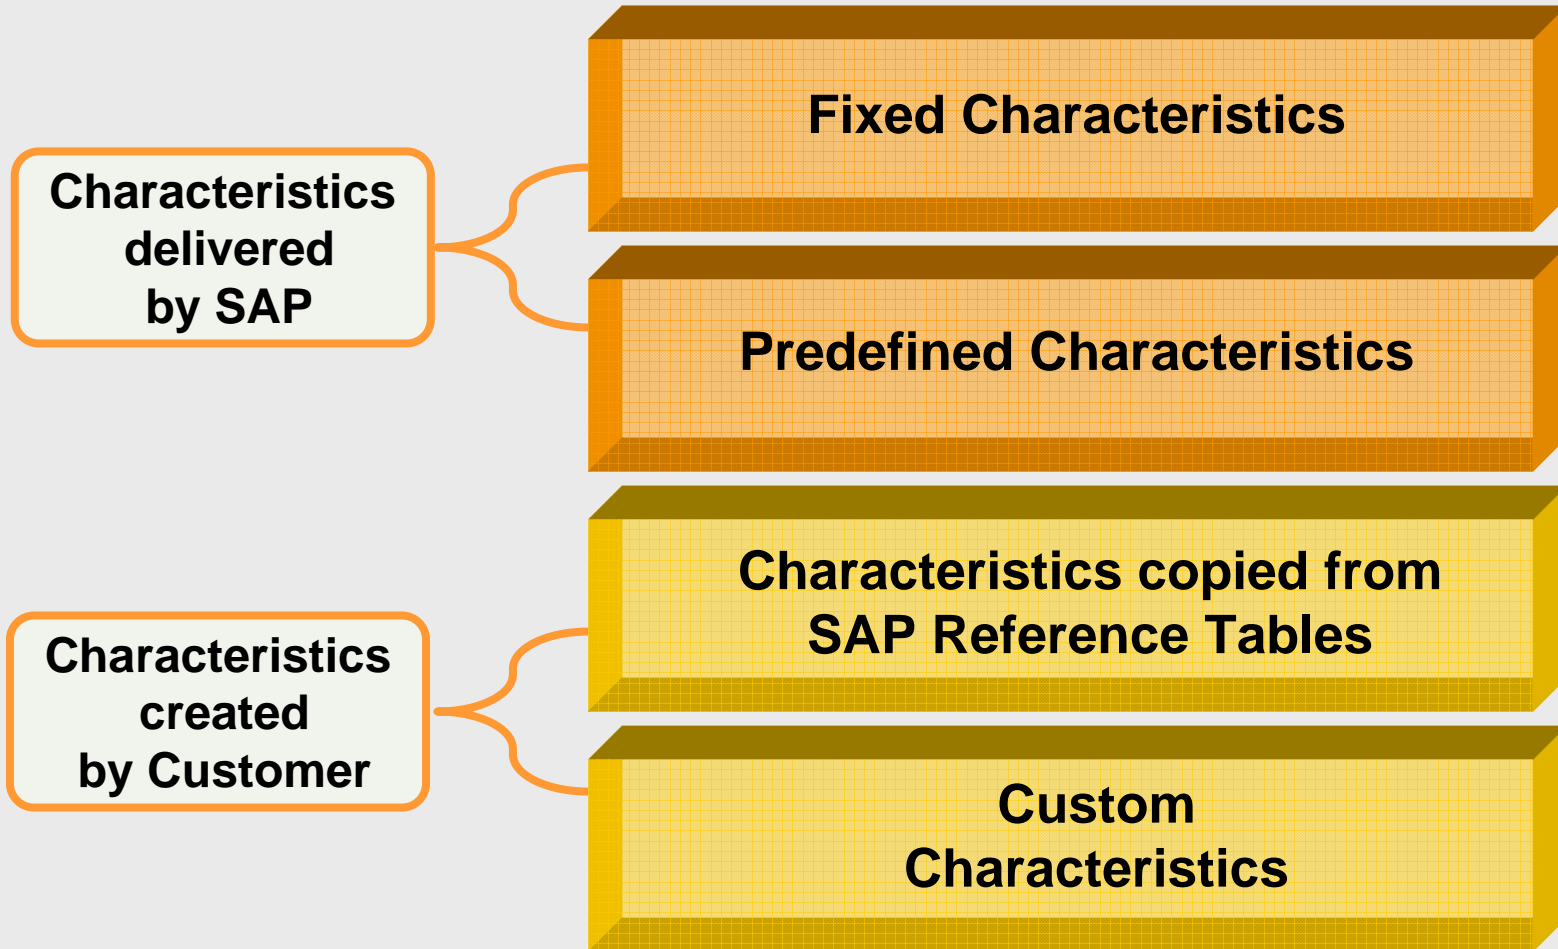 Fixed Characteristics
Characteristics
delivered
by SAP
Predefined Characteristics
Characteristics copied from
SAP Reference Tables
Characteristics
created
by Customer
Custom
Characteristics